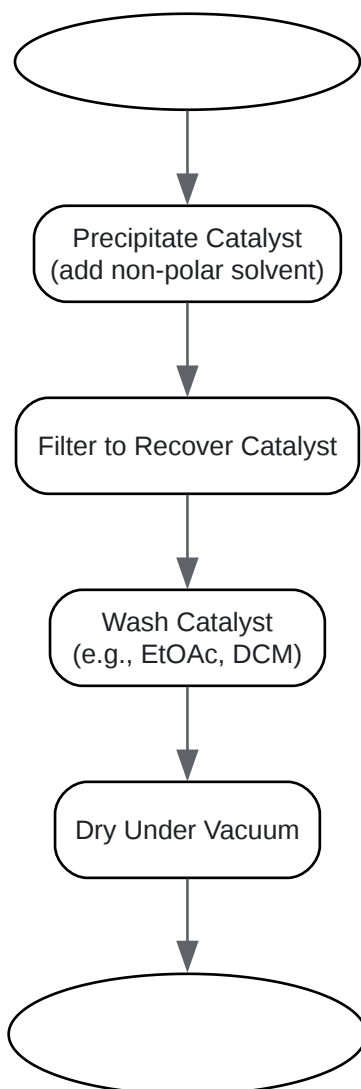 Precipitate Catalyst
(add non-polar solvent)
Filter to Recover Catalyst
Wash Catalyst
(e.g., EtOAc, DCM)
Dry Under Vacuum